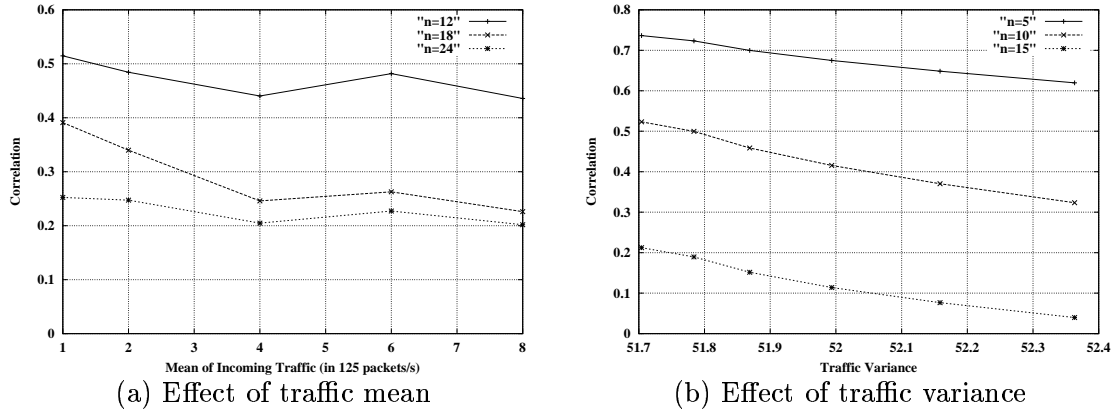 0.6
0.5
0.4
0.3
0.2
0.1
0
1 2 3 4 5 6 7 8
Correlation
Mean of Incoming Traffic (in 125 packets/s)
"n=12"
"n=18"
"n=24"
(a) Effect of traffic mean
0.8
0.7
0.6
0.5
0.4
0.3
0.2
0.1
0
51.7 51.8 51.9 52 52.1 52.2 52.3 52.4
Correlation
Traffic Variance
"n=5"
"n=10"
"n=15"
(b) Effect of traffic variance